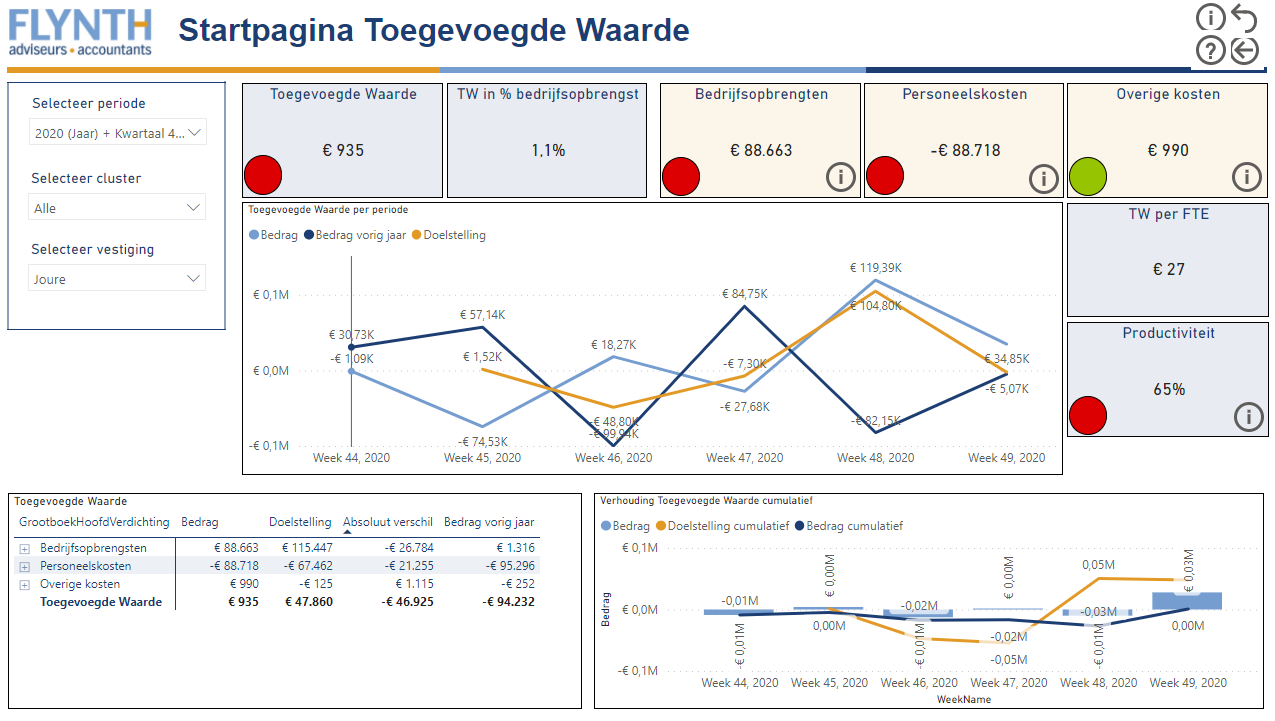 FLYNTH
adviseurs • accountants
Startpagina Toegevoegde Waarde
Selecteer periode
2020 (Jaar) + Kwartaal 4...
Selecteer cluster
Alle
Selecteer vestiging
Joure
Toegevoegde Waarde
€ 935
TW in % bedrijfsopbrengst
1,1%
Bedrijfsopbrengten
€ 88.663
Personeelskosten
-€ 88.718
Overige kosten
€ 990
TW per FTE
€ 27
Productiviteit
65%
Toegevoegde Waarde per periode
Bedrag Bedrag vorig jaar Doelstelling
€ 0,1M
€ 0,0M
-€ 0,1M
€ 30,73K
-€ 1,09K
€ 57,14K
€ 1,52K
-€ 74,53K
€ 18,27K
-€ 48,80K
-€ 99,94K
€ 84,75K
-€ 7,30K
-€ 27,68K
€ 119,39K
€ 104,80K
-€ 82,15K
€ 34,85K
-€ 5,07K
Week 44, 2020 Week 45, 2020 Week 46, 2020 Week 47, 2020 Week 48, 2020 Week 49, 2020
Toegevoegde Waarde
GrootboekHoofdVerdichting Bedrag Doelstelling Absoluut verschil Bedrag vorig jaar
Bedrijfsopbrengsten € 88.663 € 115.447 -€ 26.784 € 1.316
Personeelskosten -€ 88.718 -€ 67.462 -€ 21.255 -€ 95.296
Overige kosten € 990 -€ 125 € 1.115 -€ 252
Toegevoegde Waarde € 935 € 47.860 -€ 46.925 -€ 94.232
Verhouding Toegevoegde Waarde cumulatief
Bedrag Doelstelling cumulatief Bedrag cumulatief
Bedrag
€ 0,1M
€ 0,0M
-€ 0,1M
-0,01M
-€ 0,01M
€ 0,00M
0,00M
-0,02M
-€ 0,01M
€ 0,00M
-0,02M
-0,05M
0,05M
-0,03M
-€ 0,01M
€ 0,03M
0,00M
Week 44, 2020 Week 45, 2020 Week 46, 2020 Week 47, 2020 Week 48, 2020 Week 49, 2020
WeekName